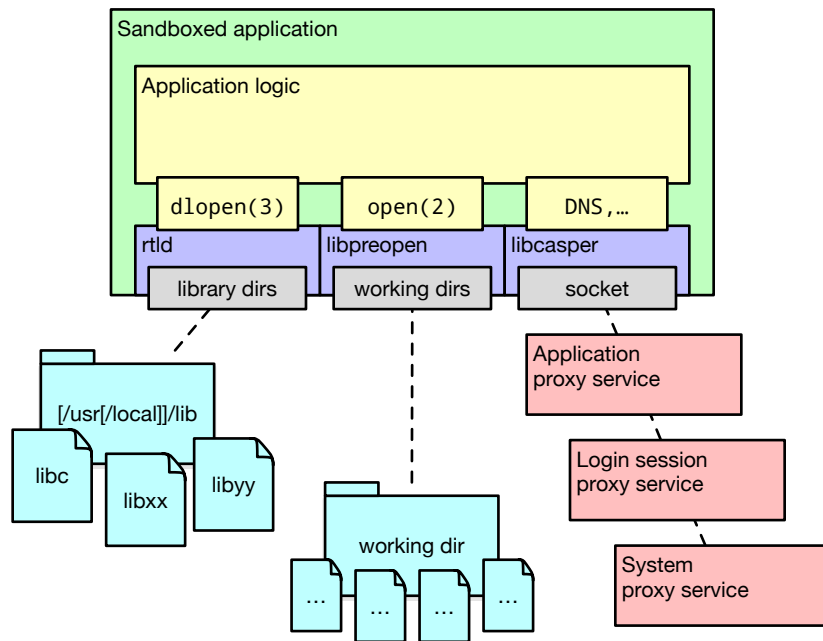 Sandboxed application
Application logic
dlopen(3)
open(2)
DNS,…
rtld
libpreopen
libcasper
library dirs
working dirs
socket
Application
proxy service
[/usr[/local]]/lib
libc
libxx
libyy
Login session
proxy service
working dir
…
…
…
…
System
proxy service